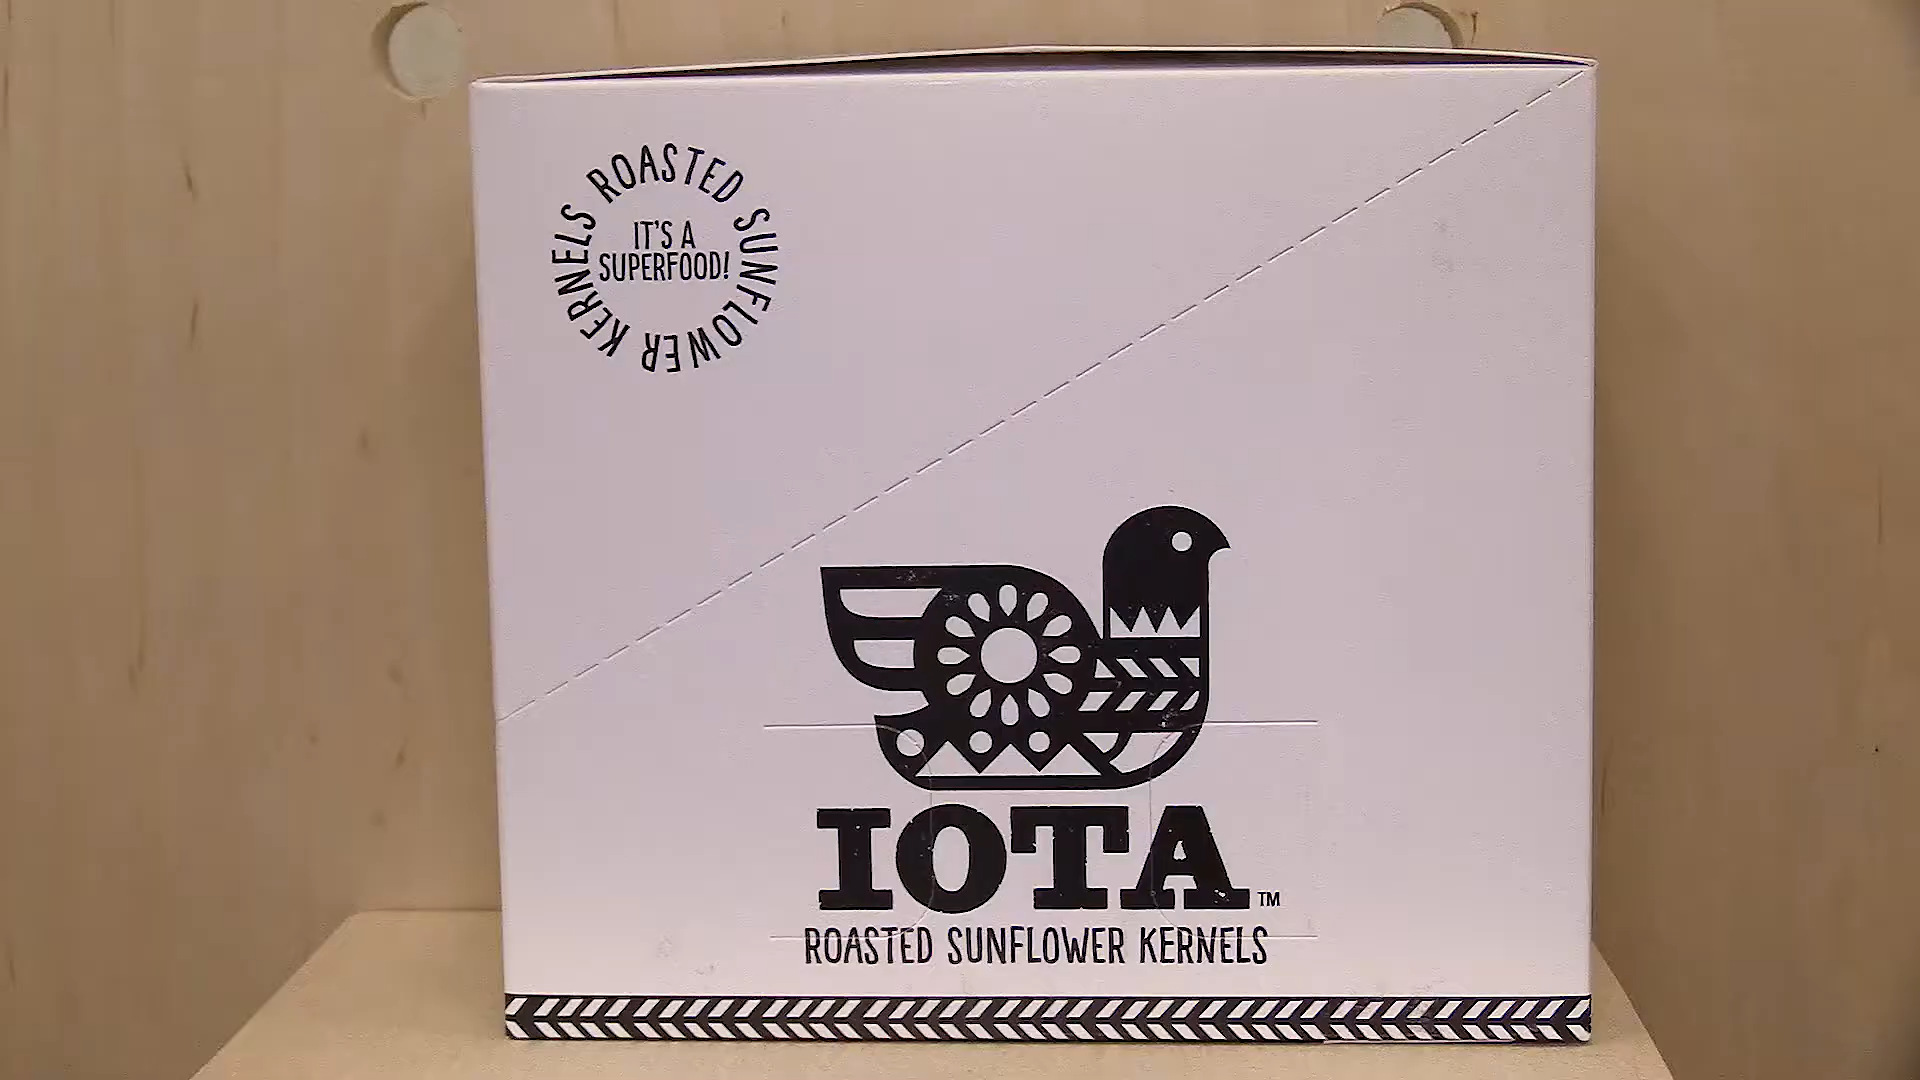 ROASTED SUNFLOWER KERNELS
IT'S A
SUPERFOOD!
IOTA™
ROASTED SUNFLOWER KERNELS